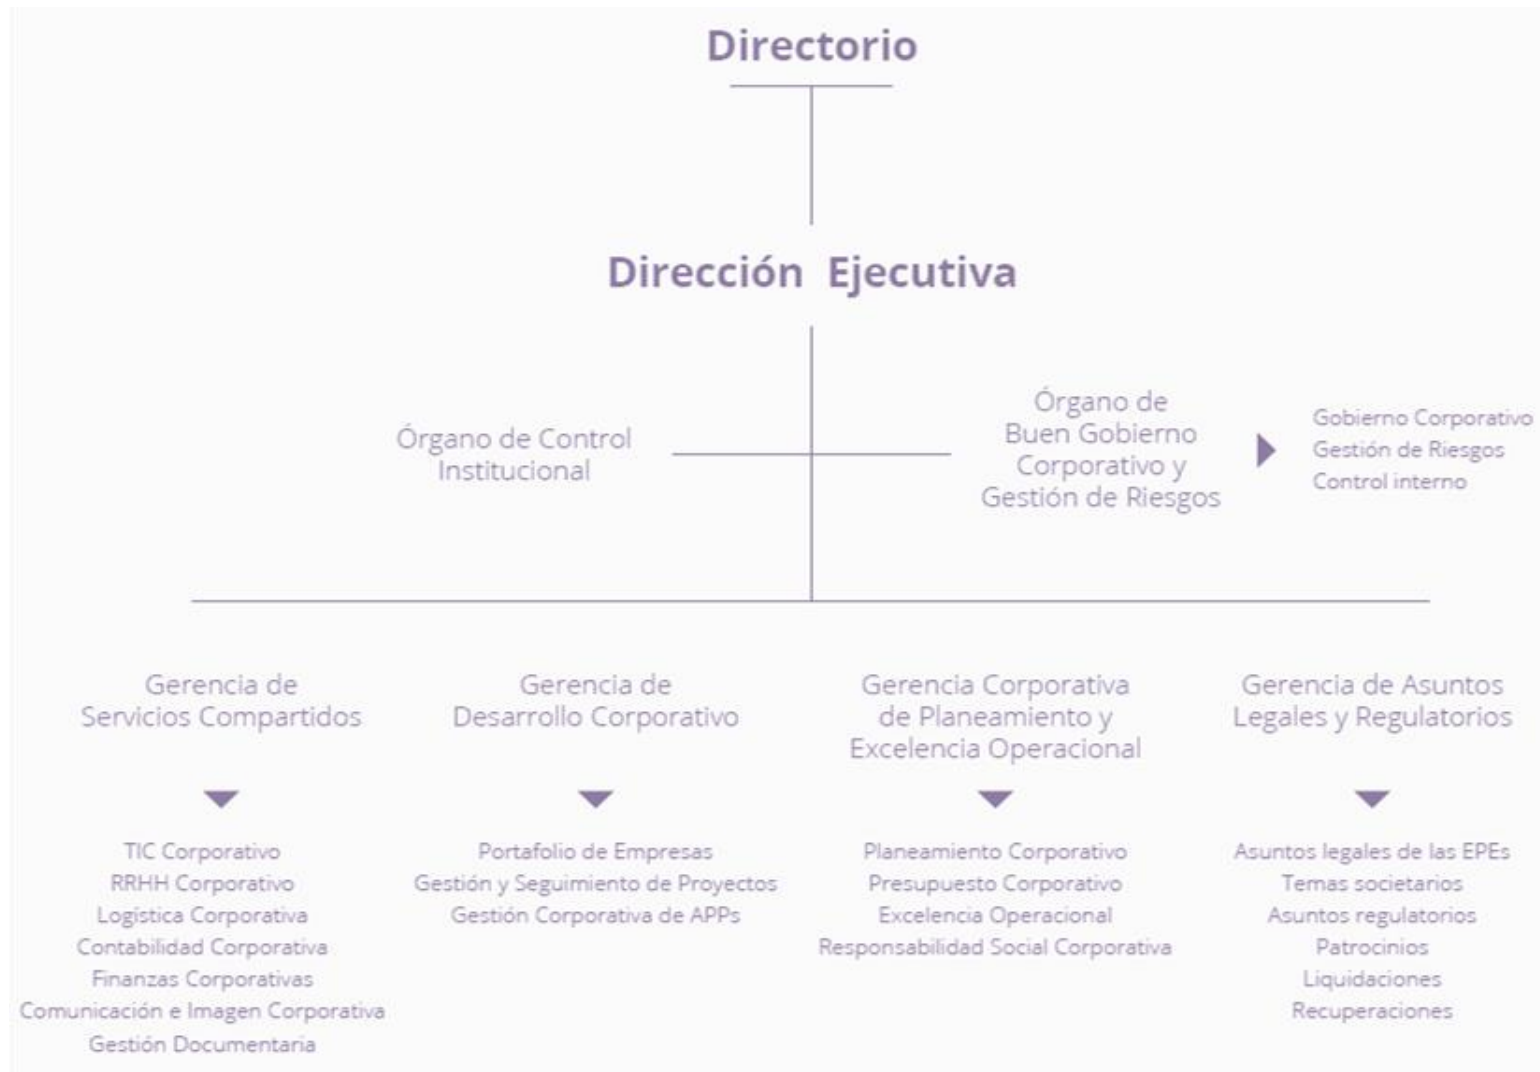 Directorio
Dirección Ejecutiva
Órgano de Control
Institucional
Órgano de
Buen Gobierno
Corporativo y
Gestión de Riesgos
Gobierno Corporativo
Gestión de Riesgos
Control interno
Gerencia de
Servicios Compartidos
TIC Corporativo
RRHH Corporativo
Logística Corporativa
Contabilidad Corporativa
Finanzas Corporativas
Comunicación e Imagen Corporativa
Gestión Documentaria
Gerencia de
Desarrollo Corporativo
Portafolio de Empresas
Gestión y Seguimiento de Proyectos
Gestión Corporativa de APPs
Gerencia Corporativa
de Planeamiento y
Excelencia Operacional
Planeamiento Corporativo
Presupuesto Corporativo
Excelencia Operacional
Responsabilidad Social Corporativa
Gerencia de Asuntos
Legales y Regulatorios
Asuntos legales de las EPEs
Temas societarios
Asuntos regulatorios
Patrocinios
Liquidaciones
Recuperaciones